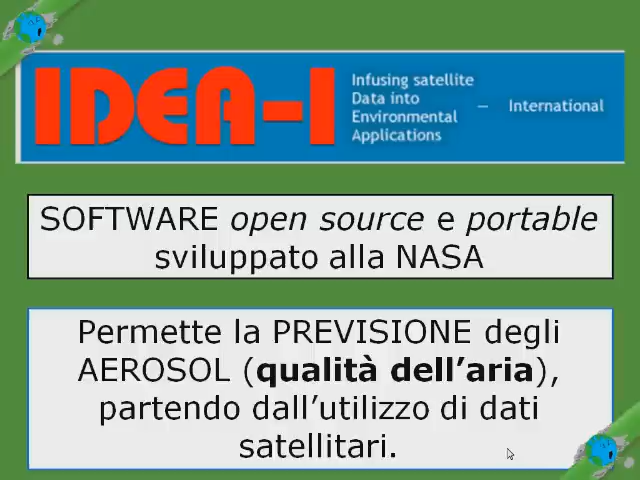 IDEA-I
Infusing satellite
Data into
Environmental – International
Applications
SOFTWARE open source e portable
sviluppato alla NASA
Permette la PREVISIONE degli
AEROSOL (qualità dell’aria),
partendo dall’utilizzo di dati
satellitari.